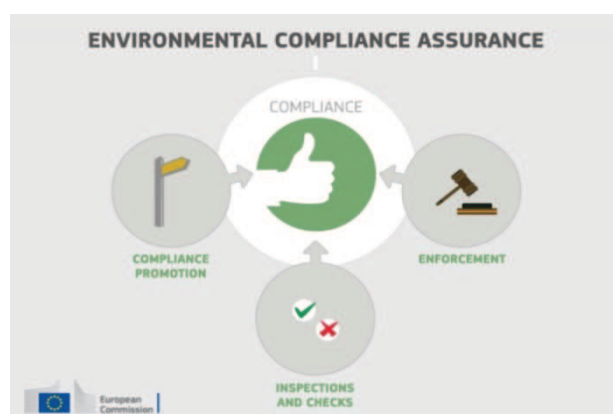 ENVIRONMENTAL COMPLIANCE ASSURANCE
COMPLIANCE
COMPLIANCE
PROMOTION
ENFORCEMENT
INSPECTIONS
AND CHECKS
European
Commission